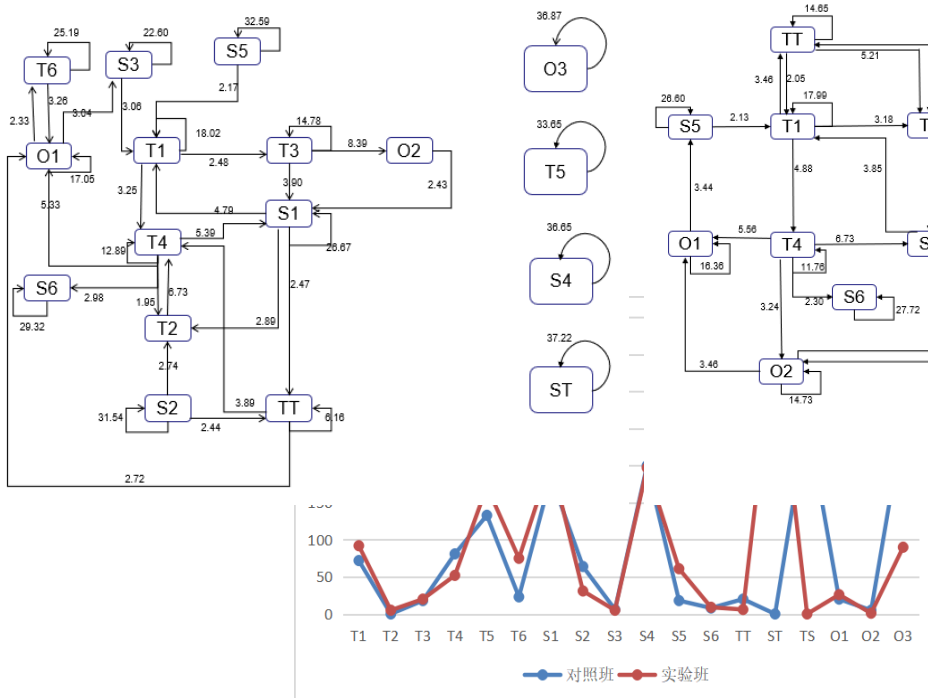 25.19
22.60
32.59
T6
S3
S5
3.26
3.04
2.33
3.06
2.17
O1
17.05
T1
18.02
2.48
T3
14.78
8.39
O2
5.33
3.25
3.90
2.43
4.79
S1
26.67
T4
5.39
12.89
S6
2.98
29.32
1.95
6.73
T2
2.89
2.47
2.74
S2
31.54
2.44
3.89
TT
6.16
2.72
36.87
O3
33.65
T5
36.65
S4
37.22
ST
14.65
TT
5.21
3.46
2.05
26.60
S5
2.13
T1
17.99
3.18
3.44
4.88
3.85
O1
16.36
5.56
T4
11.76
6.73
3.24
2.30
S6
27.72
3.46
O2
14.73
100
50
0
T1 T2 T3 T4 T5 T6 S1 S2 S3 S4 S5 S6 TT ST TS O1 O2 O3
对照班 实验班